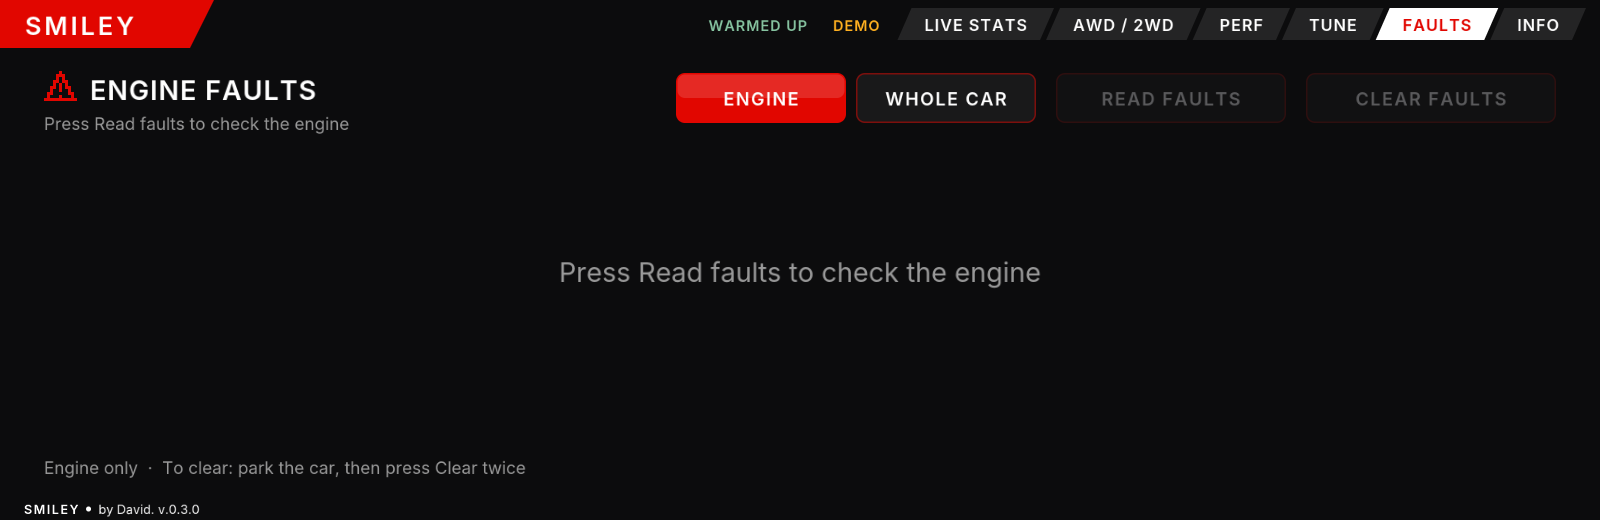 SMILEY
WARMED UP DEMO LIVE STATS AWD / 2WD PERF TUNE FAULTS INFO
ENGINE FAULTS
Press Read faults to check the engine
ENGINE WHOLE CAR READ FAULTS CLEAR FAULTS
Press Read faults to check the engine
Engine only · To clear: park the car, then press Clear twice
SMILEY • by David. v.0.3.0